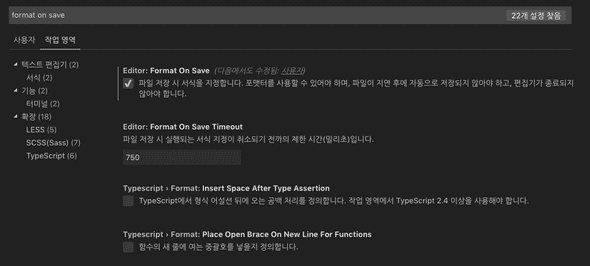 format on save
22개 설정 찾음
사용자
작업 영역
텍스트 편집기 (2)
서식 (2)
기능 (2)
터미널 (2)
확장 (18)
LESS (5)
SCSS(Sass) (7)
TypeScript (6)
Editor: Format On Save (다음에서도 수정됨: 사용자)
파일 저장 시 서식을 지정합니다. 포맷터를 사용할 수 있어야 하며, 파일이 지연 후에 자동으로 저장되지 않아야 하고, 편집기가 종료되지
않아야 합니다.
Editor: Format On Save Timeout
파일 저장 시 실행되는 서식 지정이 취소되기 전까의 제한 시간(밀리초)입니다.
750
Typescript › Format: Insert Space After Type Assertion
TypeScript에서 형식 어설션 뒤에 오는 공백 처리를 정의합니다. 작업 영역에서 TypeScript 2.4 이상을 사용해야 합니다.
Typescript › Format: Place Open Brace On New Line For Functions
함수의 새 줄에 여는 중괄호를 넣을지 정의합니다.